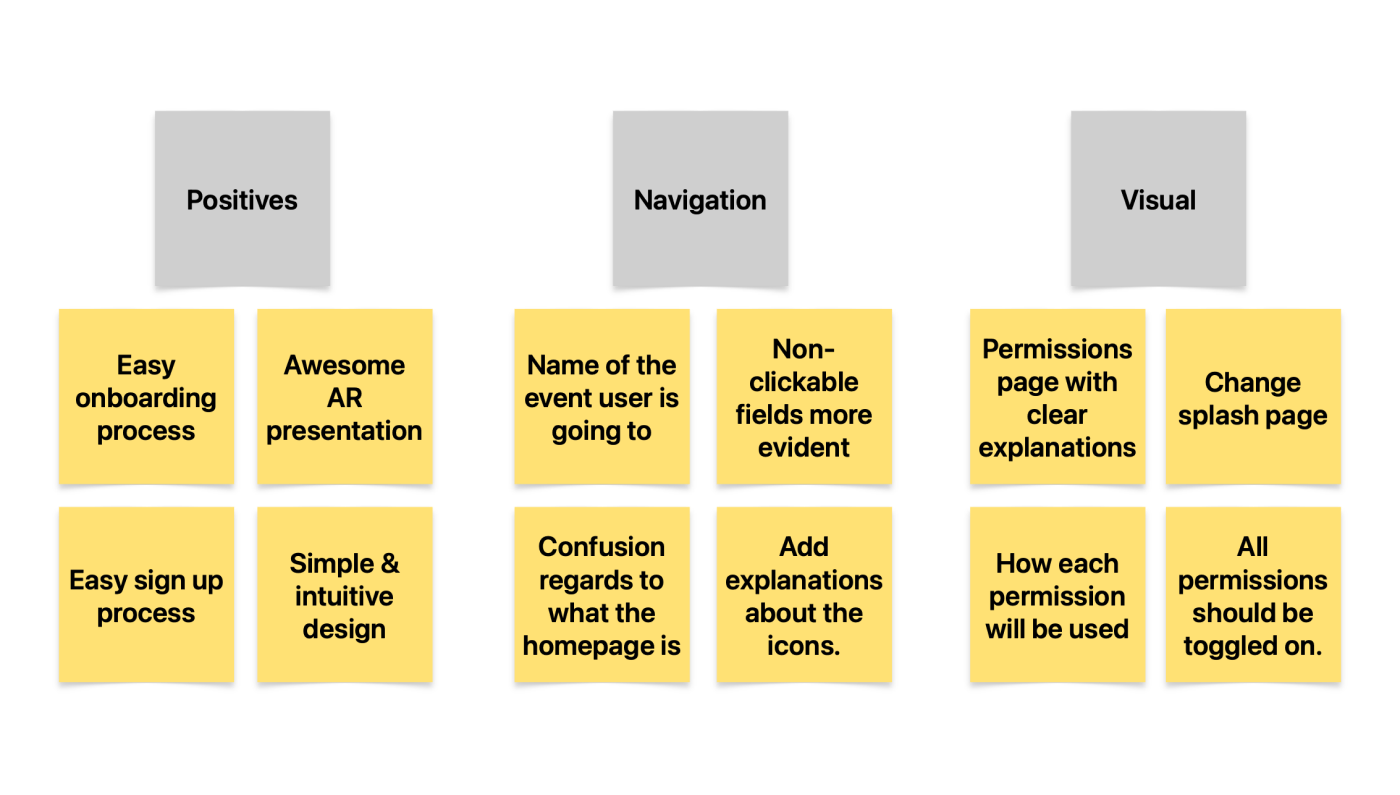 Positives
Easy
onboarding
process
Awesome
AR
presentation
Easy sign up
process
Simple &
intuitive
design
Navigation
Name of the
event user is
going to
Non-
clickable
fields more
evident
Confusion
regards to
what the
homepage is
Add
explanations
about the
icons.
Visual
Permissions
page with
clear
explanations
Change
splash page
How each
permission
will be used
All
permissions
should be
toggled on.